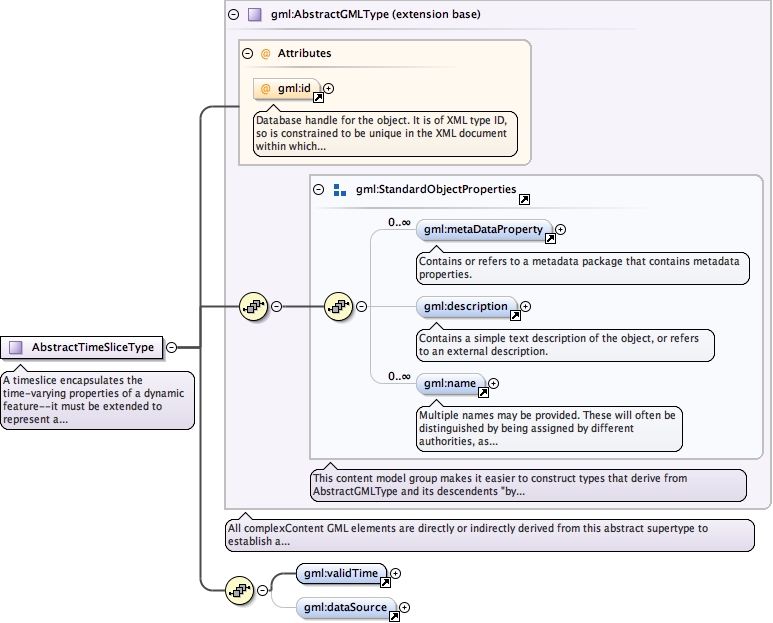 gml:AbstractGMLType (extension base)
@ Attributes
@ gml:id
Database handle for the object. It is of XML type ID,
so is constrained to be unique in the XML document
within which...
gml:StandardObjectProperties
0..∞
gml:metaDataProperty
Contains or refers to a metadata package that contains metadata
properties.
gml:description
Contains a simple text description of the object, or refers
to an external description.
0..∞
gml:name
Multiple names may be provided. These will often be
distinguished by being assigned by different
authorities, as...
This content model group makes it easier to construct types that derive from
AbstractGMLType and its descendents "by...
All complexContent GML elements are directly or indirectly derived from this abstract supertype to
establish a...
AbstractTimeSliceType
A timeslice encapsulates the
time-varying properties of a dynamic
feature--it must be extended to
represent a...
gml:validTime
gml:dataSource